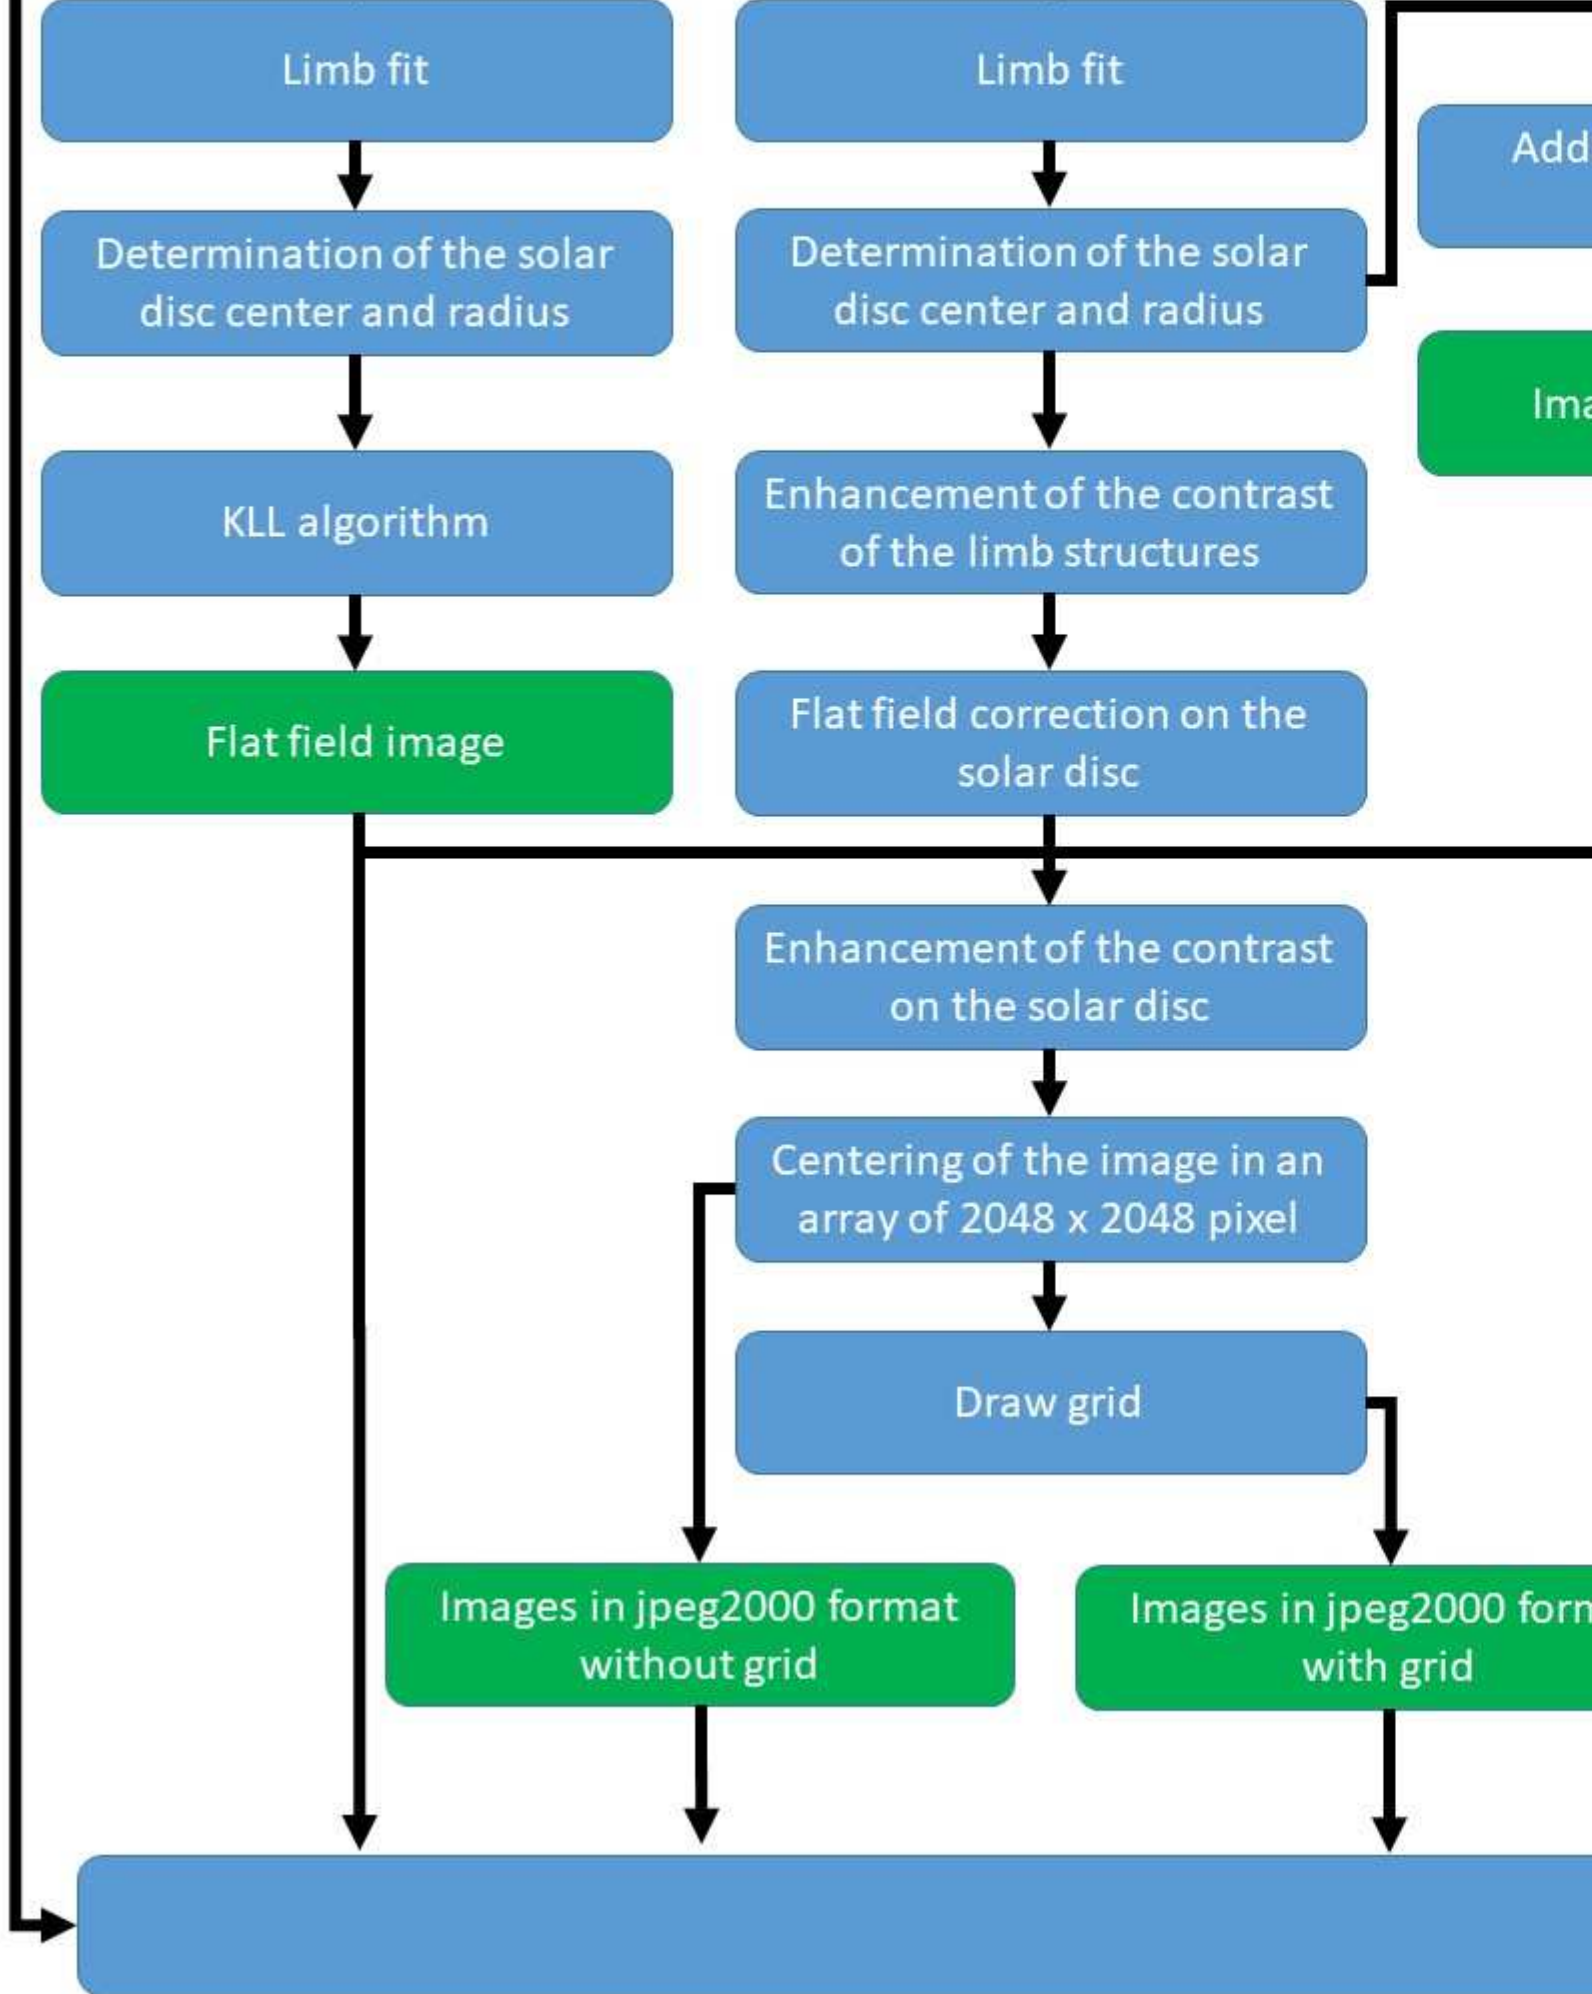 Limb fit
Determination of the solar
disc center and radius
KLL algorithm
Flat field image
Limb fit
Determination of the solar
disc center and radius
Enhancement of the contrast
of the limb structures
Flat field correction on the
solar disc
Enhancement of the contrast
on the solar disc
Centering of the image in an
array of 2048 x 2048 pixel
Draw grid
Images in jpeg2000 format
without grid
Images in jpeg2000
with grid
Add